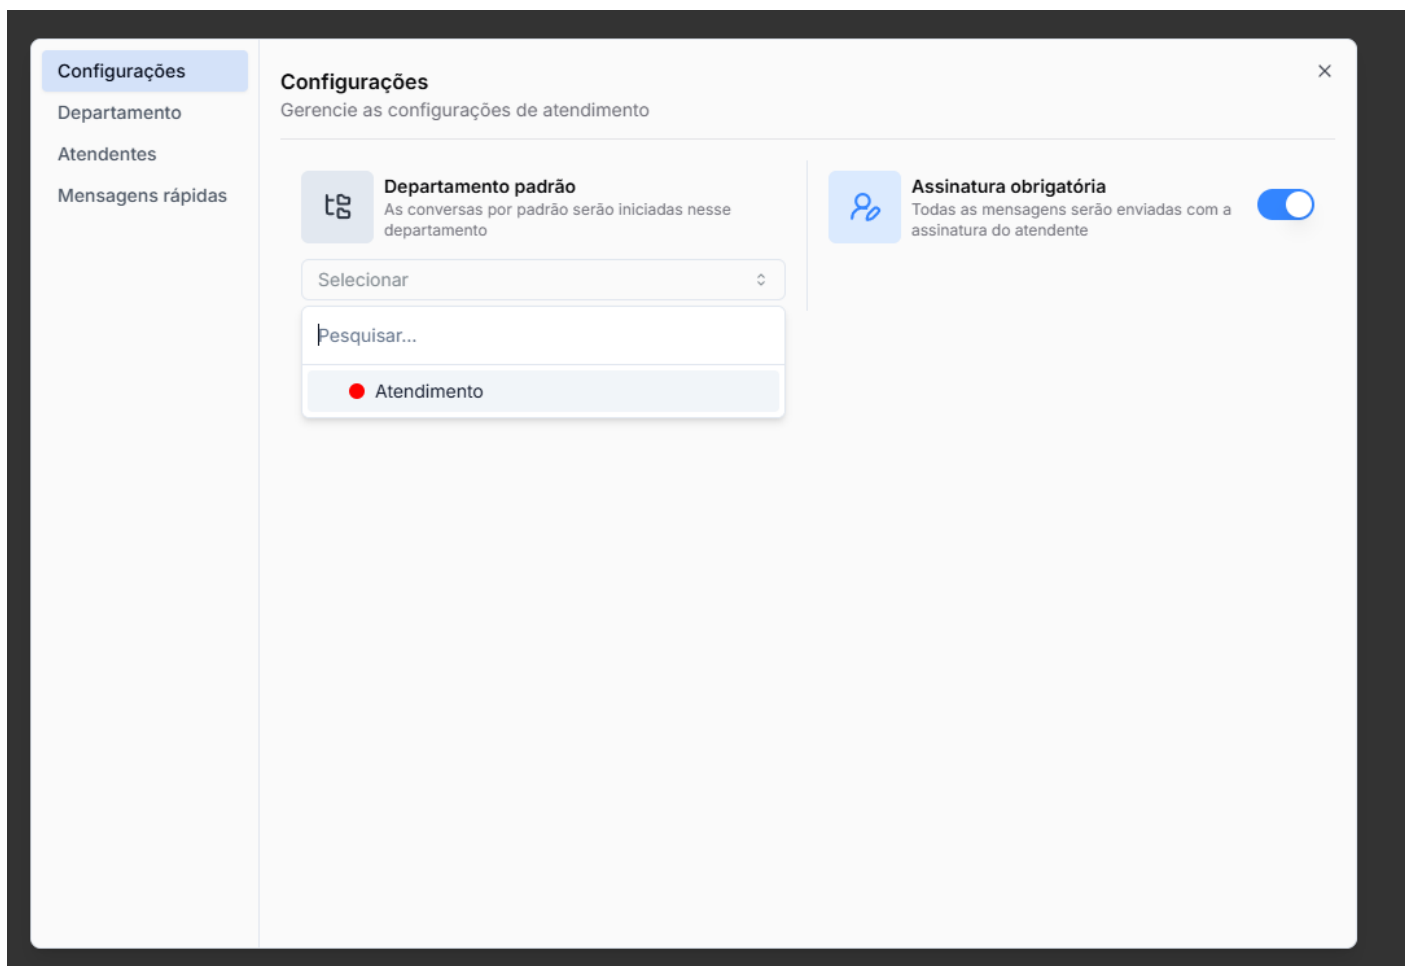 Configurações
Departamento
Atendentes
Mensagens rápidas
Configurações
Gerencie as configurações de atendimento
Departamento padrão
As conversas por padrão serão iniciadas nesse
departamento
Selecionar
Pesquisar...
Atendimento
Assinatura obrigatória
Todas as mensagens serão enviadas com a
assinatura do atendente